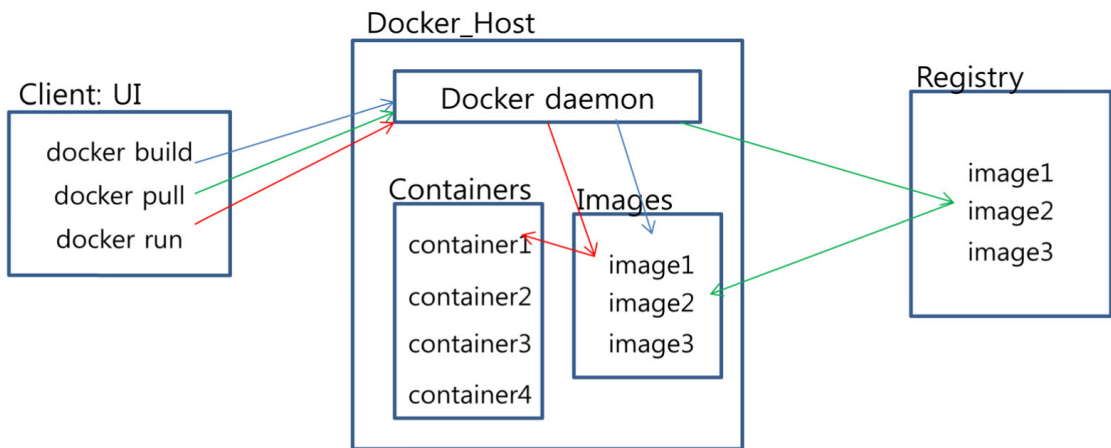 Docker_Host
Client: UI
docker build
docker pull
docker run
Docker daemon
Containers
container1
container2
container3
container4
Images
image1
image2
image3
Registry
image1
image2
image3